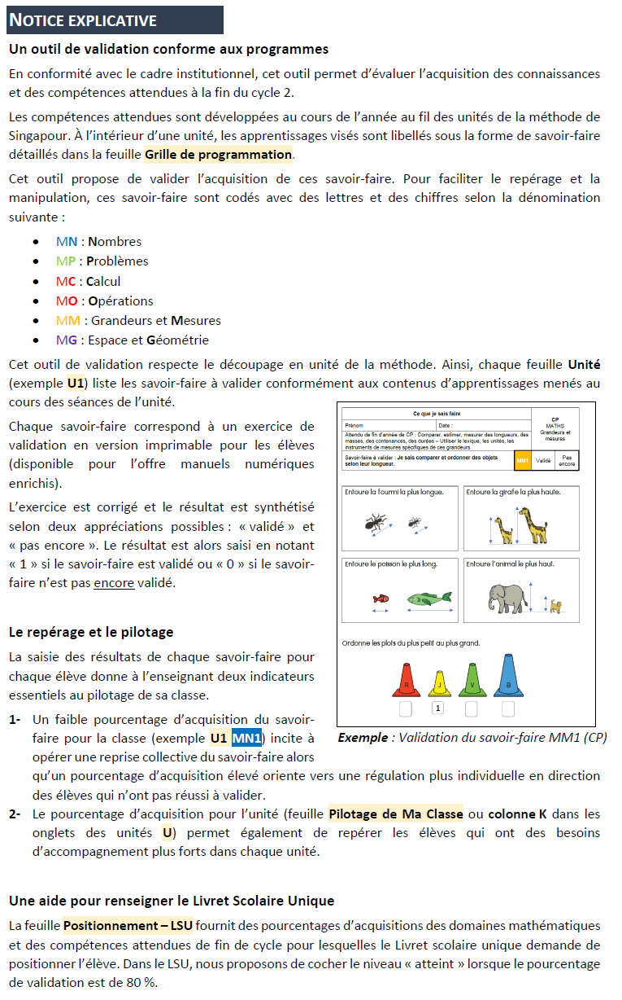 NOTICE EXPLICATIVE
Un outil de validation conforme aux programmes
En conformité avec le cadre institutionnel, cet outil permet d’évaluer l’acquisition des connaissances
et des compétences attendues à la fin du cycle 2.
Les compétences attendues sont développées au cours de l’année au fil des unités de la méthode de
Singapour. À l’intérieur d’une unité, les apprentissages visés sont libellés sous la forme de savoir-faire
détaillés dans la feuille Grille de programmation.
Cet outil propose de valider l’acquisition de ces savoir-faire. Pour faciliter le repérage et la
manipulation, ces savoir-faire sont codés avec des lettres et des chiffres selon la dénomination
suivante :
• MN : Nombres
• MP : Problèmes
• MC : Calcul
• MO : Opérations
• MM : Grandeurs et Mesures
• MG : Espace et Géométrie
Cet outil de validation respecte le découpage en unité de la méthode. Ainsi, chaque feuille Unité
(exemple U1) liste les savoir-faire à valider conformément aux contenus d’apprentissages menés au
cours des séances de l’unité.
Chaque savoir-faire correspond à un exercice de
validation en version imprimable pour les élèves
(disponible pour l’offre manuels numériques
enrichis).
L’exercice est corrigé et le résultat est synthétisé
selon deux appréciations possibles : « validé » et
« pas encore ». Le résultat est alors saisi en notant
« 1 » si le savoir-faire est validé ou « 0 » si le savoir-
faire n’est pas encore validé.
Ce que je sais faire
Prénom
Date :
CP
MATHS
Grandeurs et
mesures
Attendu de fin d’année de CP : Comparer, estimer, mesurer des longueurs, des
masses, des contenances, des durées – Utiliser le lexique, les unités, les
instruments de mesures spécifiques de ces grandeurs
Savoir-faire à valider : Je sais comparer et ordonner des objets
selon leur longueur.
MM1
Validé
Pas
encore
Entoure la fourmi la plus longue.
Entoure la girafe la plus haute.
Entoure le poisson le plus long.
Entoure l’animal le plus haut.
Ordonne les plots du plus petit au plus grand.
R
J
V
B
1
Exemple : Validation du savoir-faire MM1 (CP)
Le repérage et le pilotage
La saisie des résultats de chaque savoir-faire pour
chaque élève donne à l’enseignant deux indicateurs
essentiels au pilotage de sa classe.
1- Un faible pourcentage d’acquisition du savoir-
faire pour la classe (exemple U1 MN1) incite à
opérer une reprise collective du savoir-faire alors
qu’un pourcentage d’acquisition élevé oriente vers une régulation plus individuelle en direction
des élèves qui n’ont pas réussi à valider.
2- Le pourcentage d’acquisition pour l’unité (feuille Pilotage de Ma Classe ou colonne K dans les
onglets des unités U) permet également de repérer les élèves qui ont des besoins
d’accompagnement plus forts dans chaque unité.
Une aide pour renseigner le Livret Scolaire Unique
La feuille Positionnement – LSU fournit des pourcentages d’acquisitions des domaines mathématiques
et des compétences attendues de fin de cycle pour lesquelles le Livret scolaire unique demande de
positionner l’élève. Dans le LSU, nous proposons de cocher le niveau « atteint » lorsque le pourcentage
de validation est de 80 %.